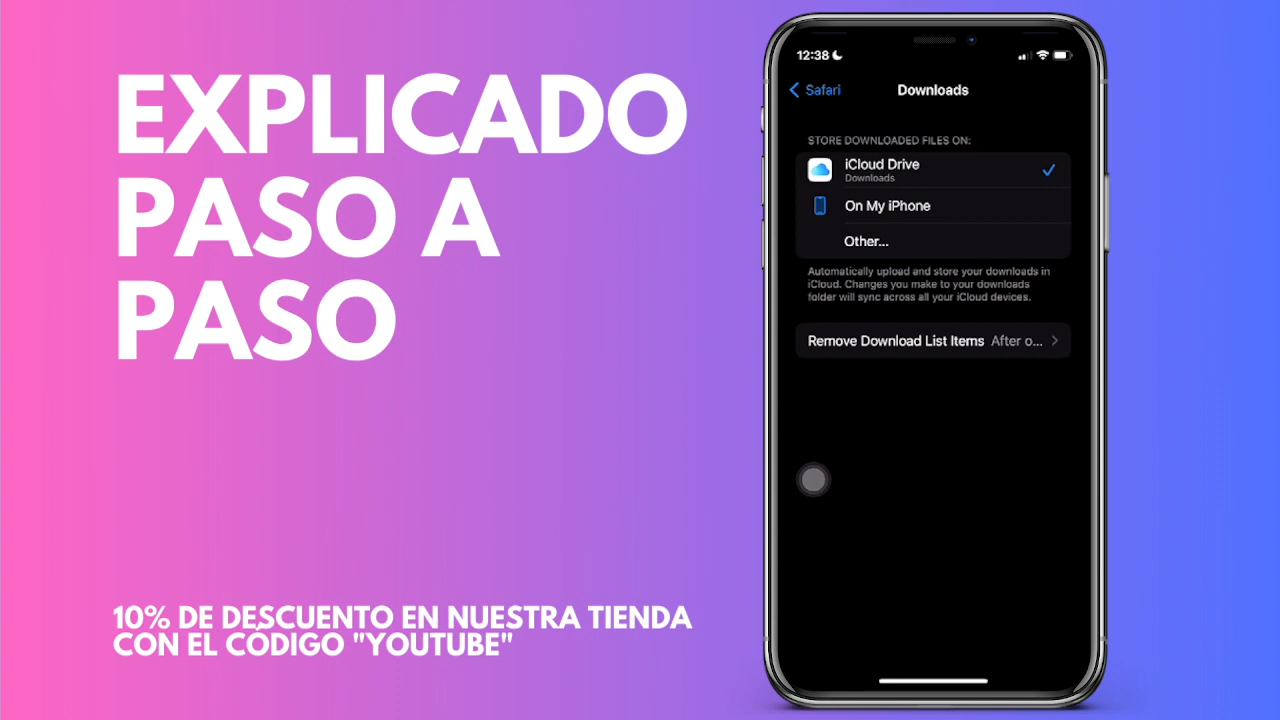 EXPLICADO
PASO A
PASO
10% DE DESCUENTO EN NUESTRA TIENDA
CON EL CÓDIGO "YOUTUBE"
12:38
Safari
Downloads
STORE DOWNLOADED FILES ON:
iCloud Drive
Downloads
On My iPhone
Other...
Automatically upload and store your downloads in
iCloud. Changes you make to your downloads
folder will sync across all your iCloud devices.
Remove Download List Items After o...